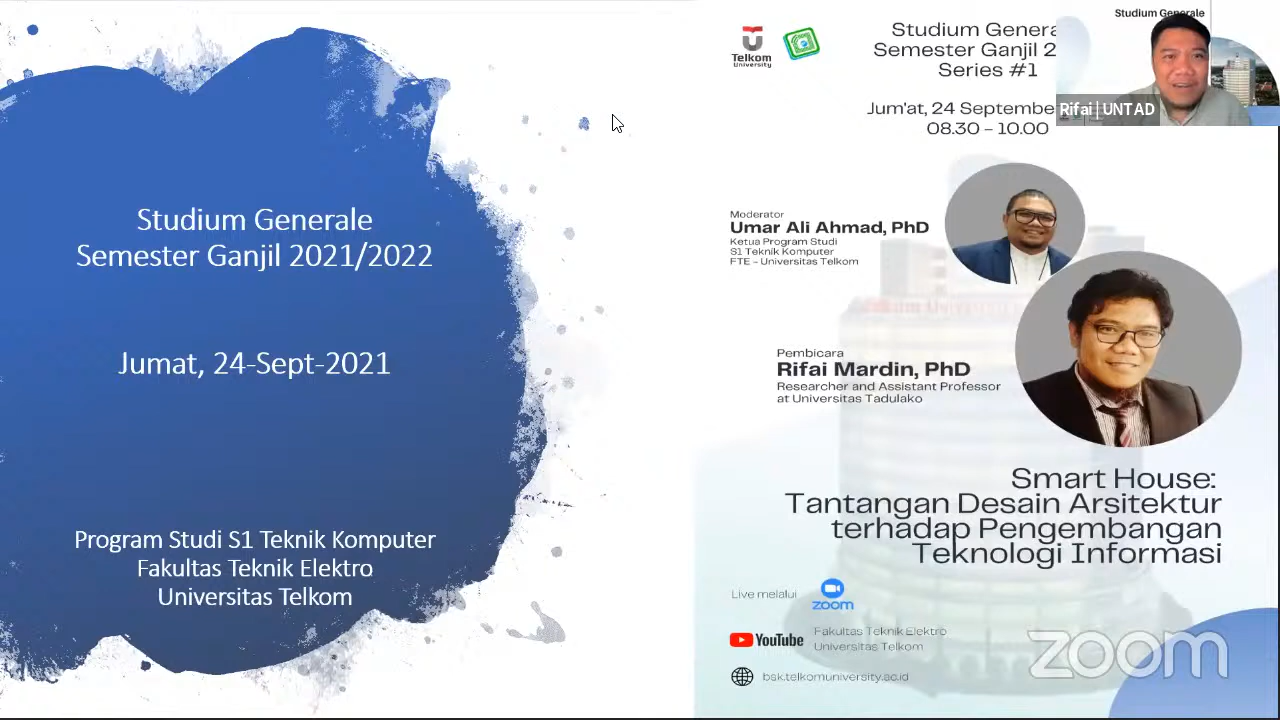 Studium Generale
Semester Ganjil 2021/2022
Jumat, 24-Sept-2021
Program Studi S1 Teknik Komputer
Fakultas Teknik Elektro
Universitas Telkom
Telkom
University
Studium Genera
Semester Ganjil 2
Series #1
Jum'at, 24 September
08.30 - 10.00
Studium Generale
Rifai | UNTAD
Moderator
Umar Ali Ahmad, PhD
Ketua Program Studi
S1 Teknik Komputer
FTE - Universitas Telkom
Pembicara
Rifai Mardin, PhD
Researcher and Assistant Professor
at Universitas Tadulako
Smart House:
Tantangan Desain Arsitektur
terhadap Pengembangan
Teknologi Informasi
Live melalui
zoom
YouTube
Fakultas Teknik Elektro
Universitas Telkom
bsk.telkomuniversity.ac.id
zoom